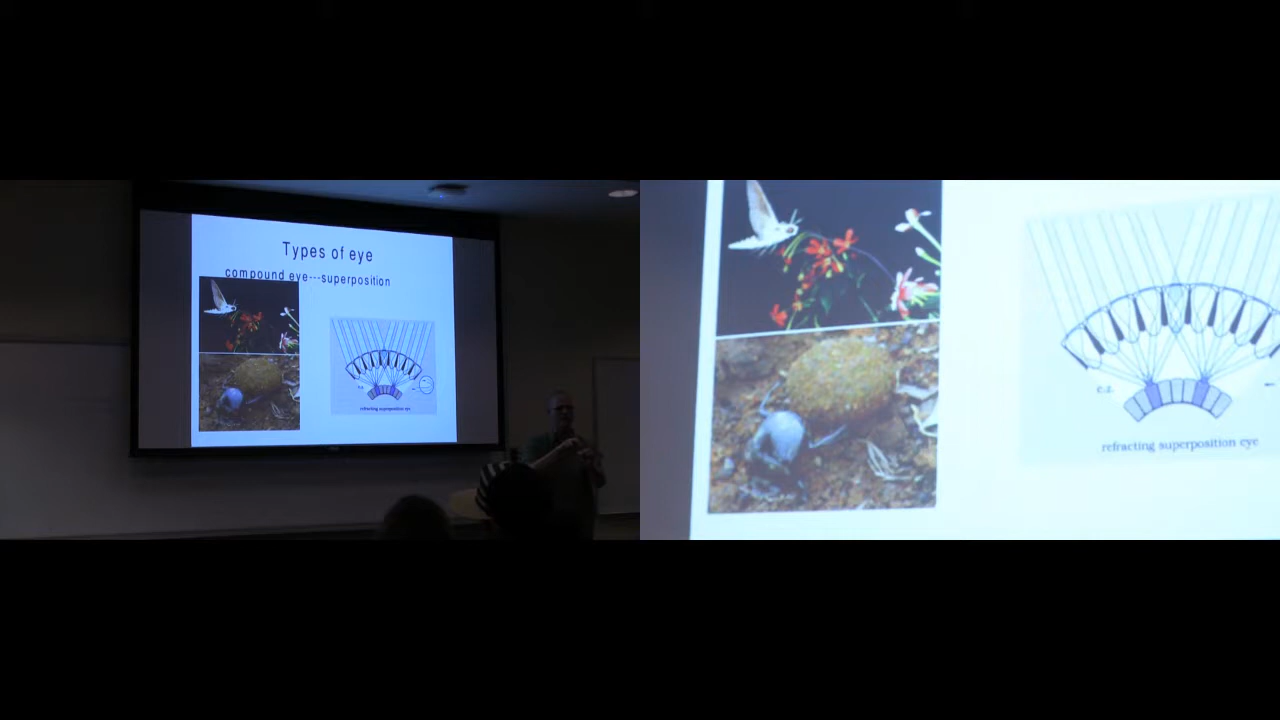 Types of eye
compound eye---superposition
c.z.
refracting superposition eye
c.z.
refracting superposition eye